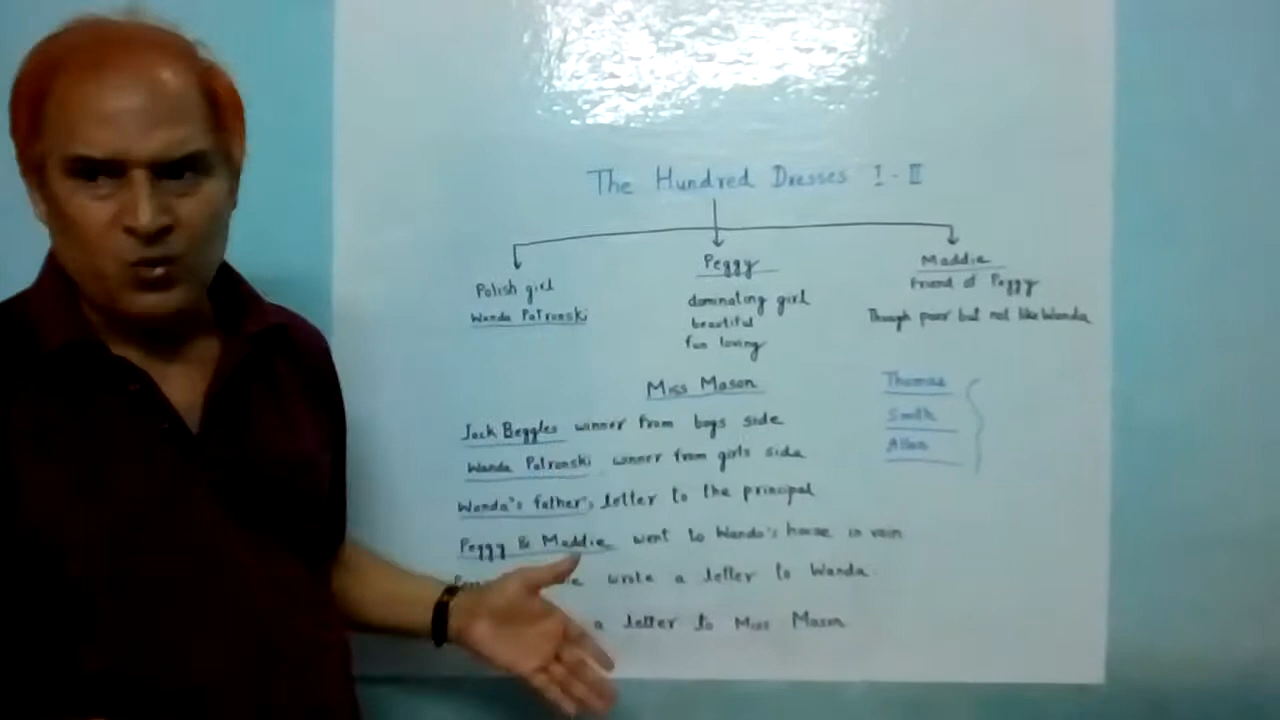 The Hundred Dresses I - II
Polish girl
Wanda Patronski
Peggy
dominating girl
beautiful
fun loving
Maddie
Friend of Peggy
Though poor but not like Wanda
Miss Mason
Thomas
Smith
Allan
Jack Beggles winner from boys side
Wanda Patronski winner from girls side
Wanda's father's letter to the principal
Peggy & Maddie went to Wanda's house in vain
wrote a letter to Wanda.
a letter to Miss Mason